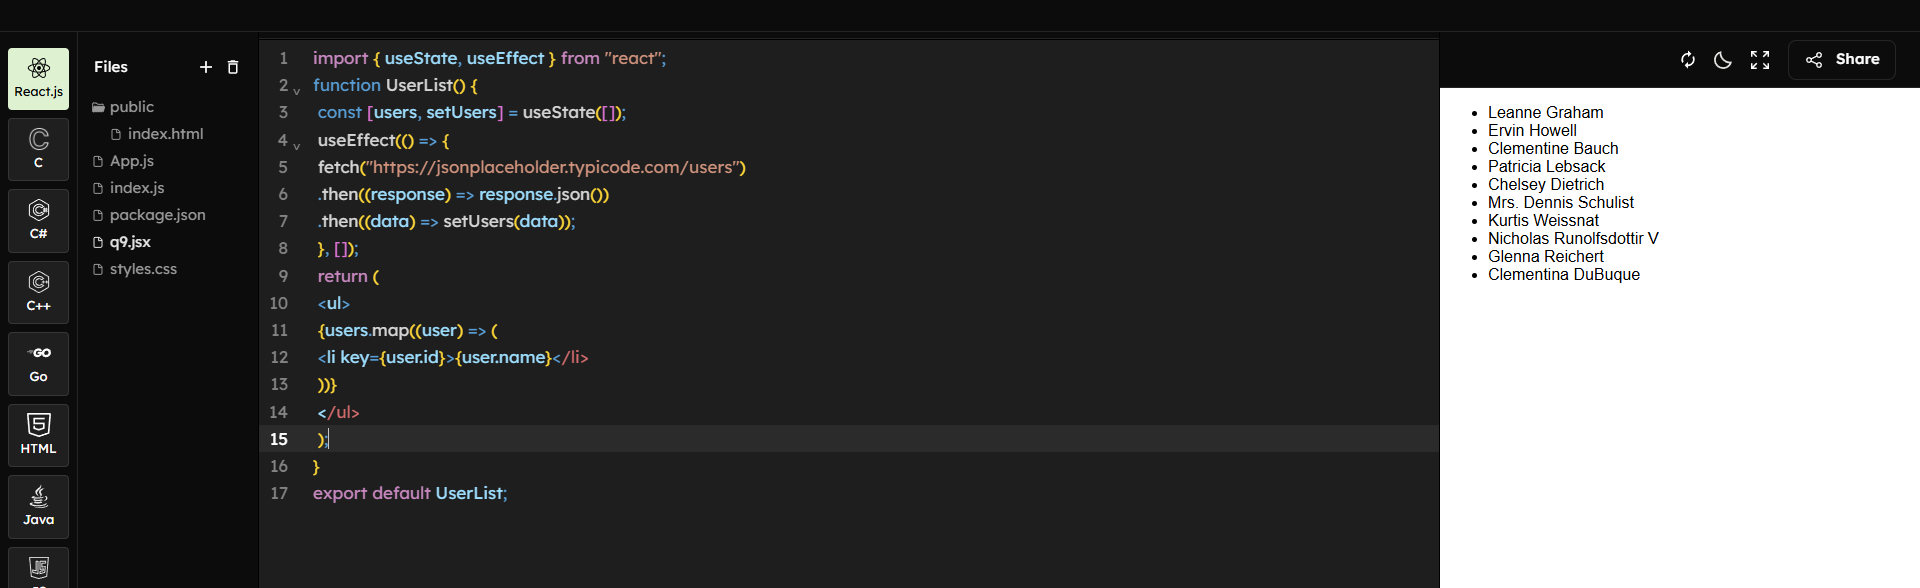 React.js
C
C#
C++
GO
Go
5
HTML
Java
JS
Files
public
index.html
App.js
index.js
package.json
q9.jsx
styles.css
1 import { useState, useEffect } from "react";
2 function UserList() {
3 const [users, setUsers] = useState([]);
4 useEffect(() => {
5 fetch("https://jsonplaceholder.typicode.com/users")
6 .then((response) => response.json())
7 .then((data) => setUsers(data));
8 }, []);
9 return (
10 <ul>
11 {users.map((user) => (
12 <li key={user.id}>{user.name}</li>
13 ))}
14 </ul>
15 );
16 }
17 export default UserList;
Share
Leanne Graham
Ervin Howell
Clementine Bauch
Patricia Lebsack
Chelsey Dietrich
Mrs. Dennis Schulist
Kurtis Weissnat
Nicholas Runolfsdottir V
Glenna Reichert
Clementina DuBuque